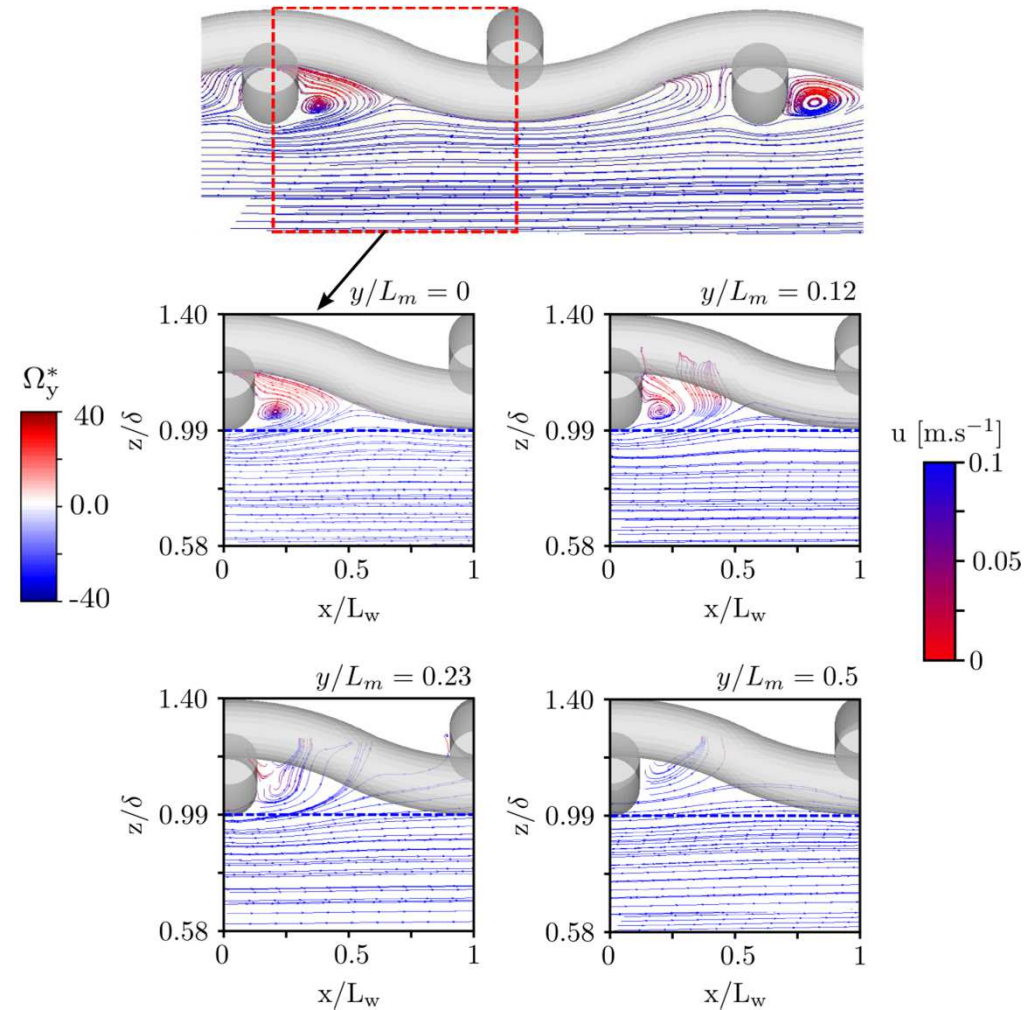 y/L_m = 0
1.40
z/δ
0.99
0.58
0
0.5
1
x/L_w
y/L_m = 0.12
1.40
z/δ
0.99
0.58
0
0.5
1
x/L_w
Ω_y^*
40
0.0
-40
u [m.s⁻¹]
0.1
0.05
0
y/L_m = 0.23
1.40
z/δ
0.99
0.58
0
0.5
1
x/L_w
y/L_m = 0.5
1.40
z/δ
0.99
0.58
0
0.5
1
x/L_w